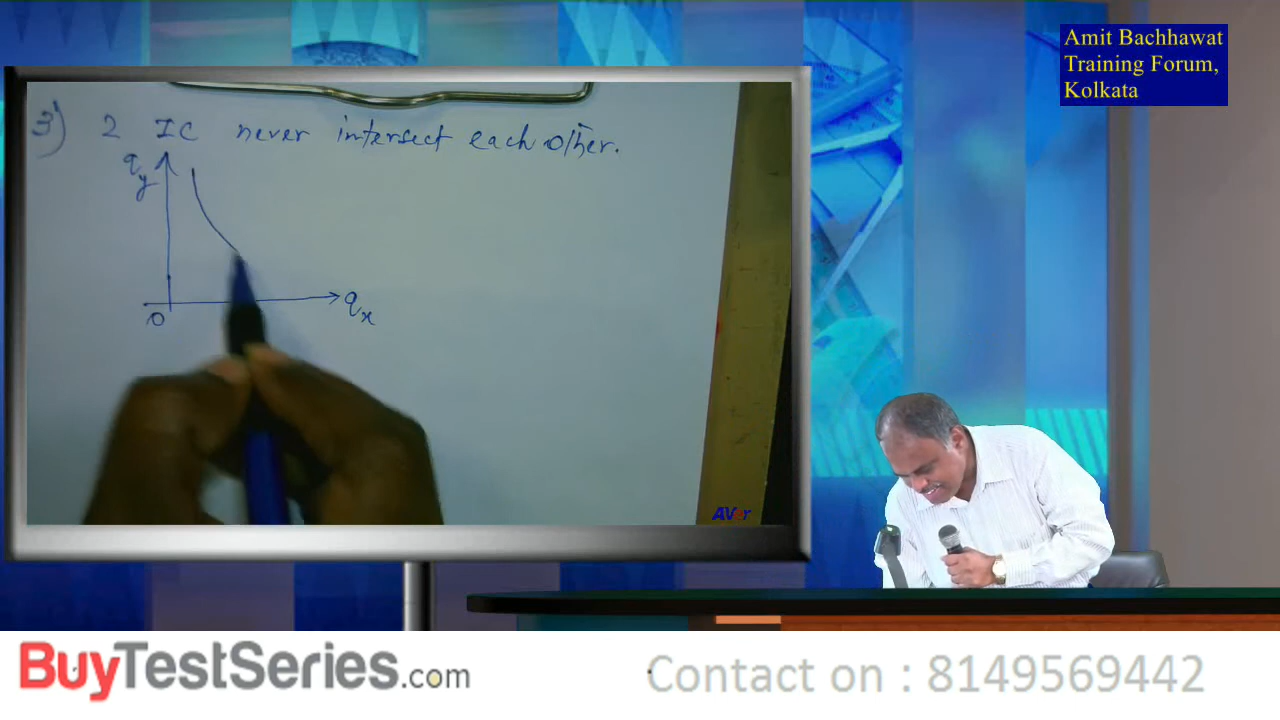 Amit Bachhawat
Training Forum,
Kolkata
3) 2 IC never intersect each other.
qy
O
qx
AVer
BuyTestSeries.com
Contact on : 8149569442